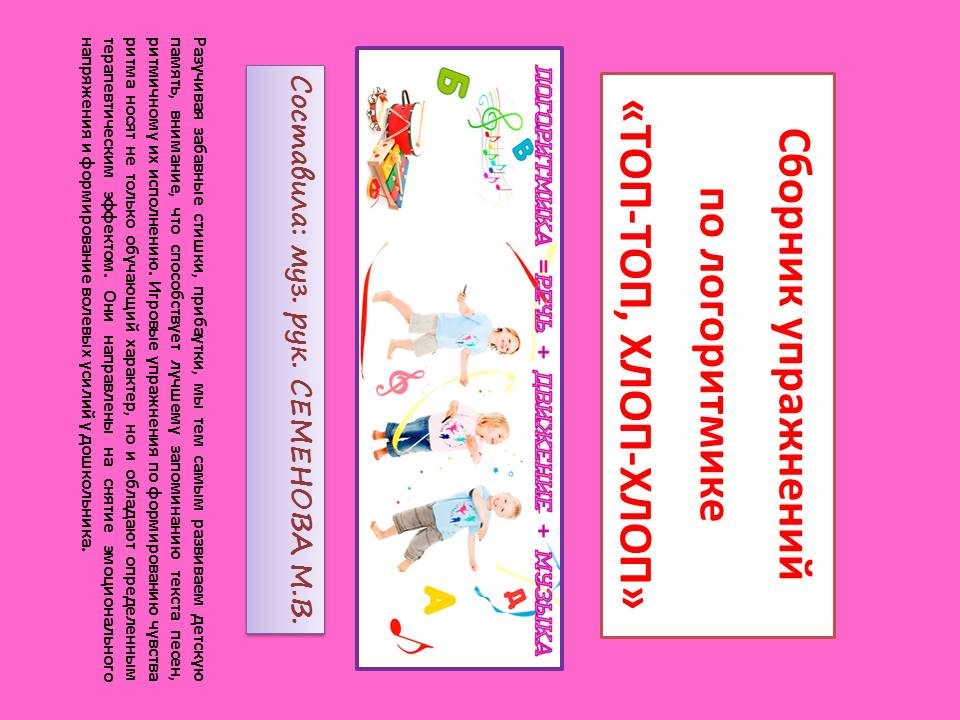 Сборник упражнений
по логоритмике
«ТОП-ТОП, ХЛОП-ХЛОП»
ЛОГОРИТМИКА =РЕЧЬ + ДВИЖЕНИЕ + МУЗЫКА
В
Д
Б
А
Составила: муз. рук. СЕМЕНОВА М.В.
Разучивая забавные стишки, прибаутки, мы тем самым развиваем детскую
память, внимание, что способствует лучшему запоминанию текста песен,
ритмичному их исполнению. Игровые упражнения по формированию чувства
ритма носят не только обучающий характер, но и обладают определенным
терапевтическим эффектом. Они направлены на снятие эмоционального
напряжения и формирование волевых усилий у дошкольника.